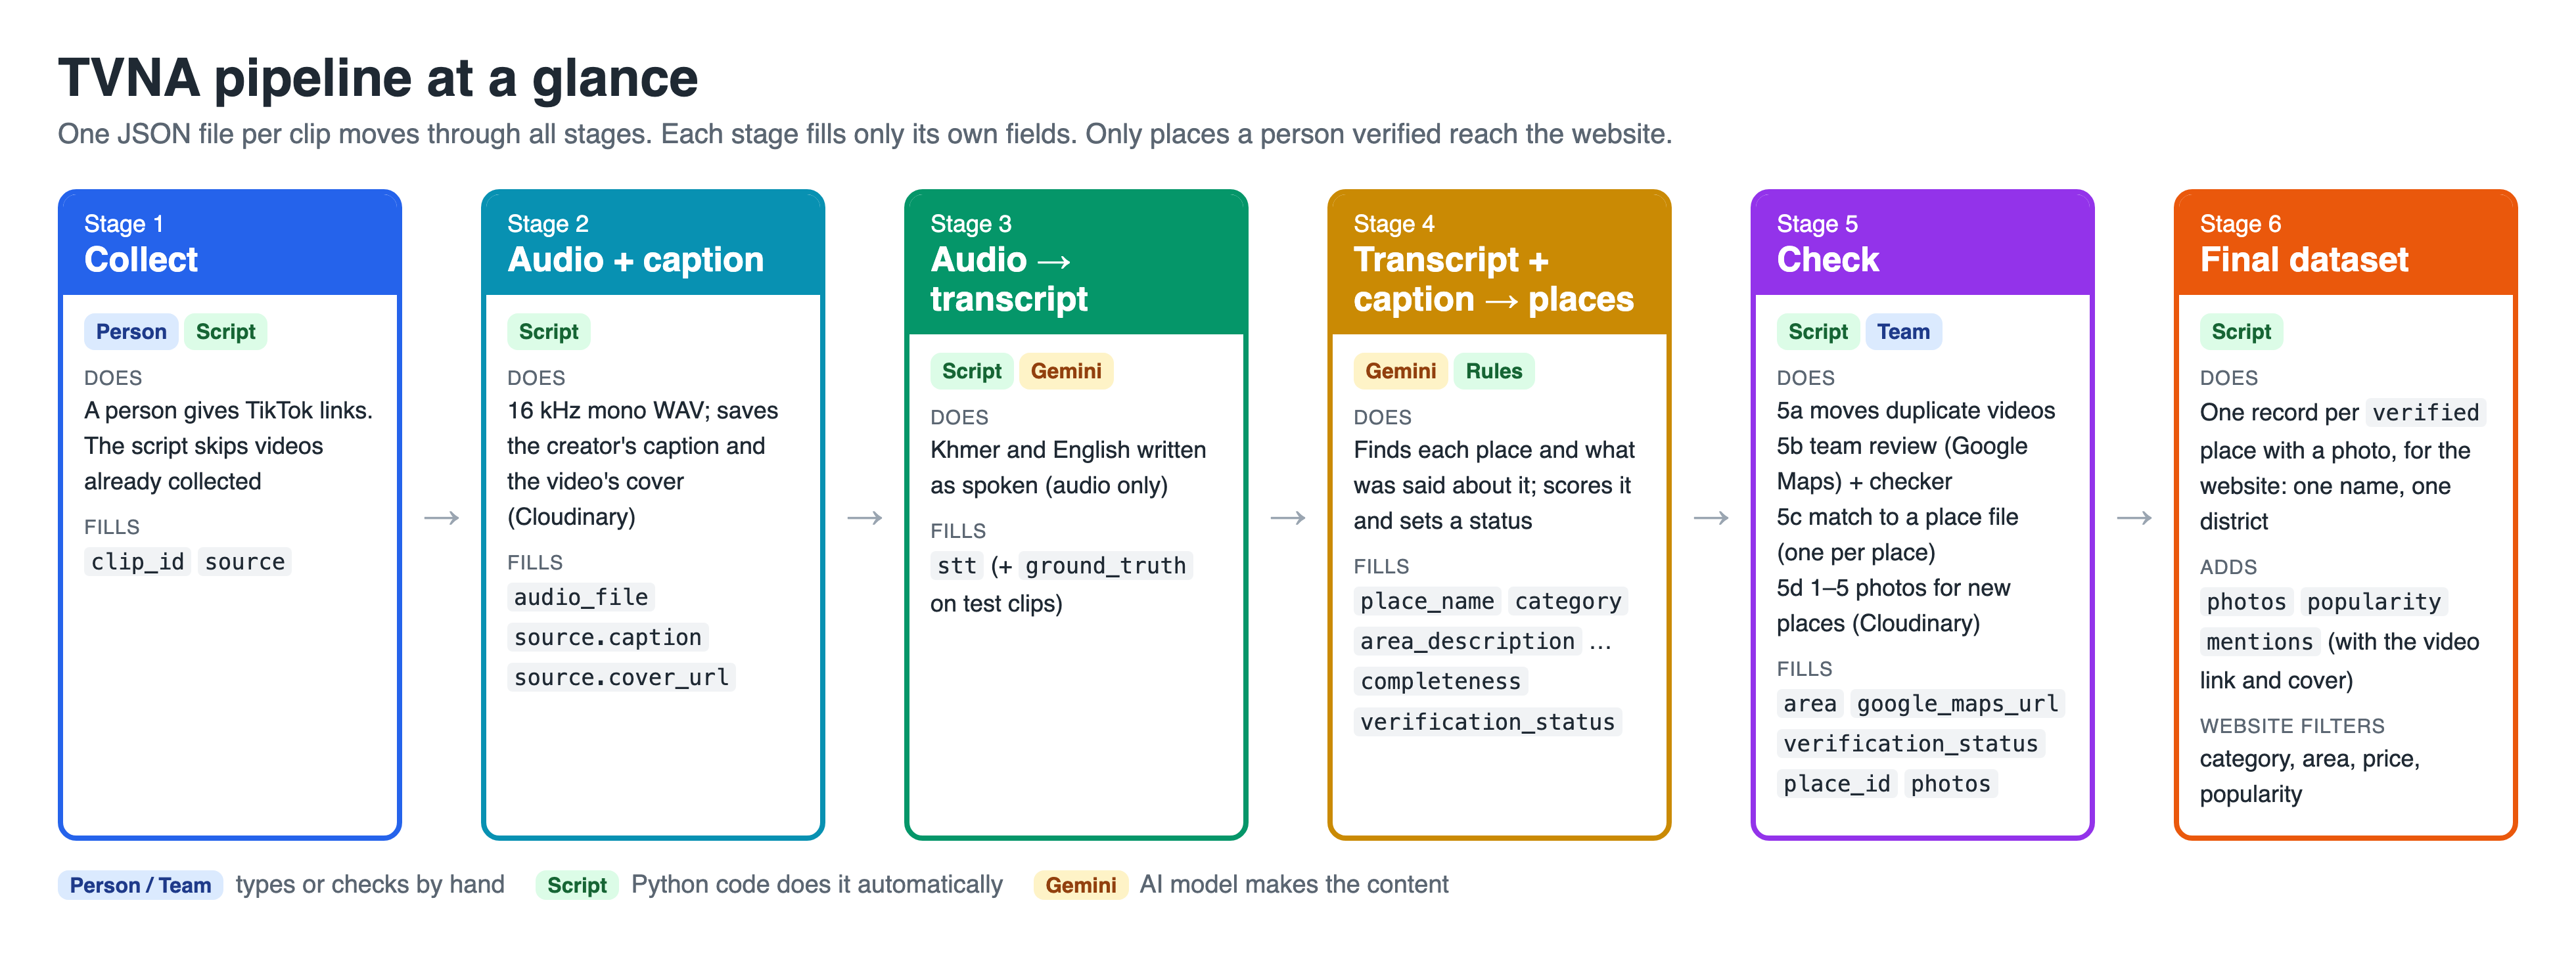 TVNA pipeline at a glance
One JSON file per clip moves through all stages. Each stage fills only its own fields. Only places a person verified reach the website.
Stage 1
Collect
Person Script
DOES
A person gives TikTok links.
The script skips videos
already collected
FILLS
clip_id source
→
Stage 2
Audio + caption
Script
DOES
16 kHz mono WAV; saves
the creator's caption and
the video's cover
(Cloudinary)
FILLS
audio_file
source.caption
source.cover_url
→
Stage 3
Audio →
transcript
Script Gemini
DOES
Khmer and English written
as spoken (audio only)
FILLS
stt (+ ground_truth
on test clips)
→
Stage 4
Transcript +
caption → places
Gemini Rules
DOES
Finds each place and what
was said about it; scores it
and sets a status
FILLS
place_name category
area_description ...
completeness
verification_status
→
Stage 5
Check
Script Team
DOES
5a moves duplicate videos
5b team review (Google
Maps) + checker
5c match to a place file
(one per place)
5d 1–5 photos for new
places (Cloudinary)
FILLS
area google_maps_url
verification_status
place_id photos
→
Stage 6
Final dataset
Script
DOES
One record per verified
place with a photo, for the
website: one name, one
district
ADDS
photos popularity
mentions (with the video
link and cover)
WEBSITE FILTERS
category, area, price,
popularity
Person / Team types or checks by hand Script Python code does it automatically Gemini AI model makes the content